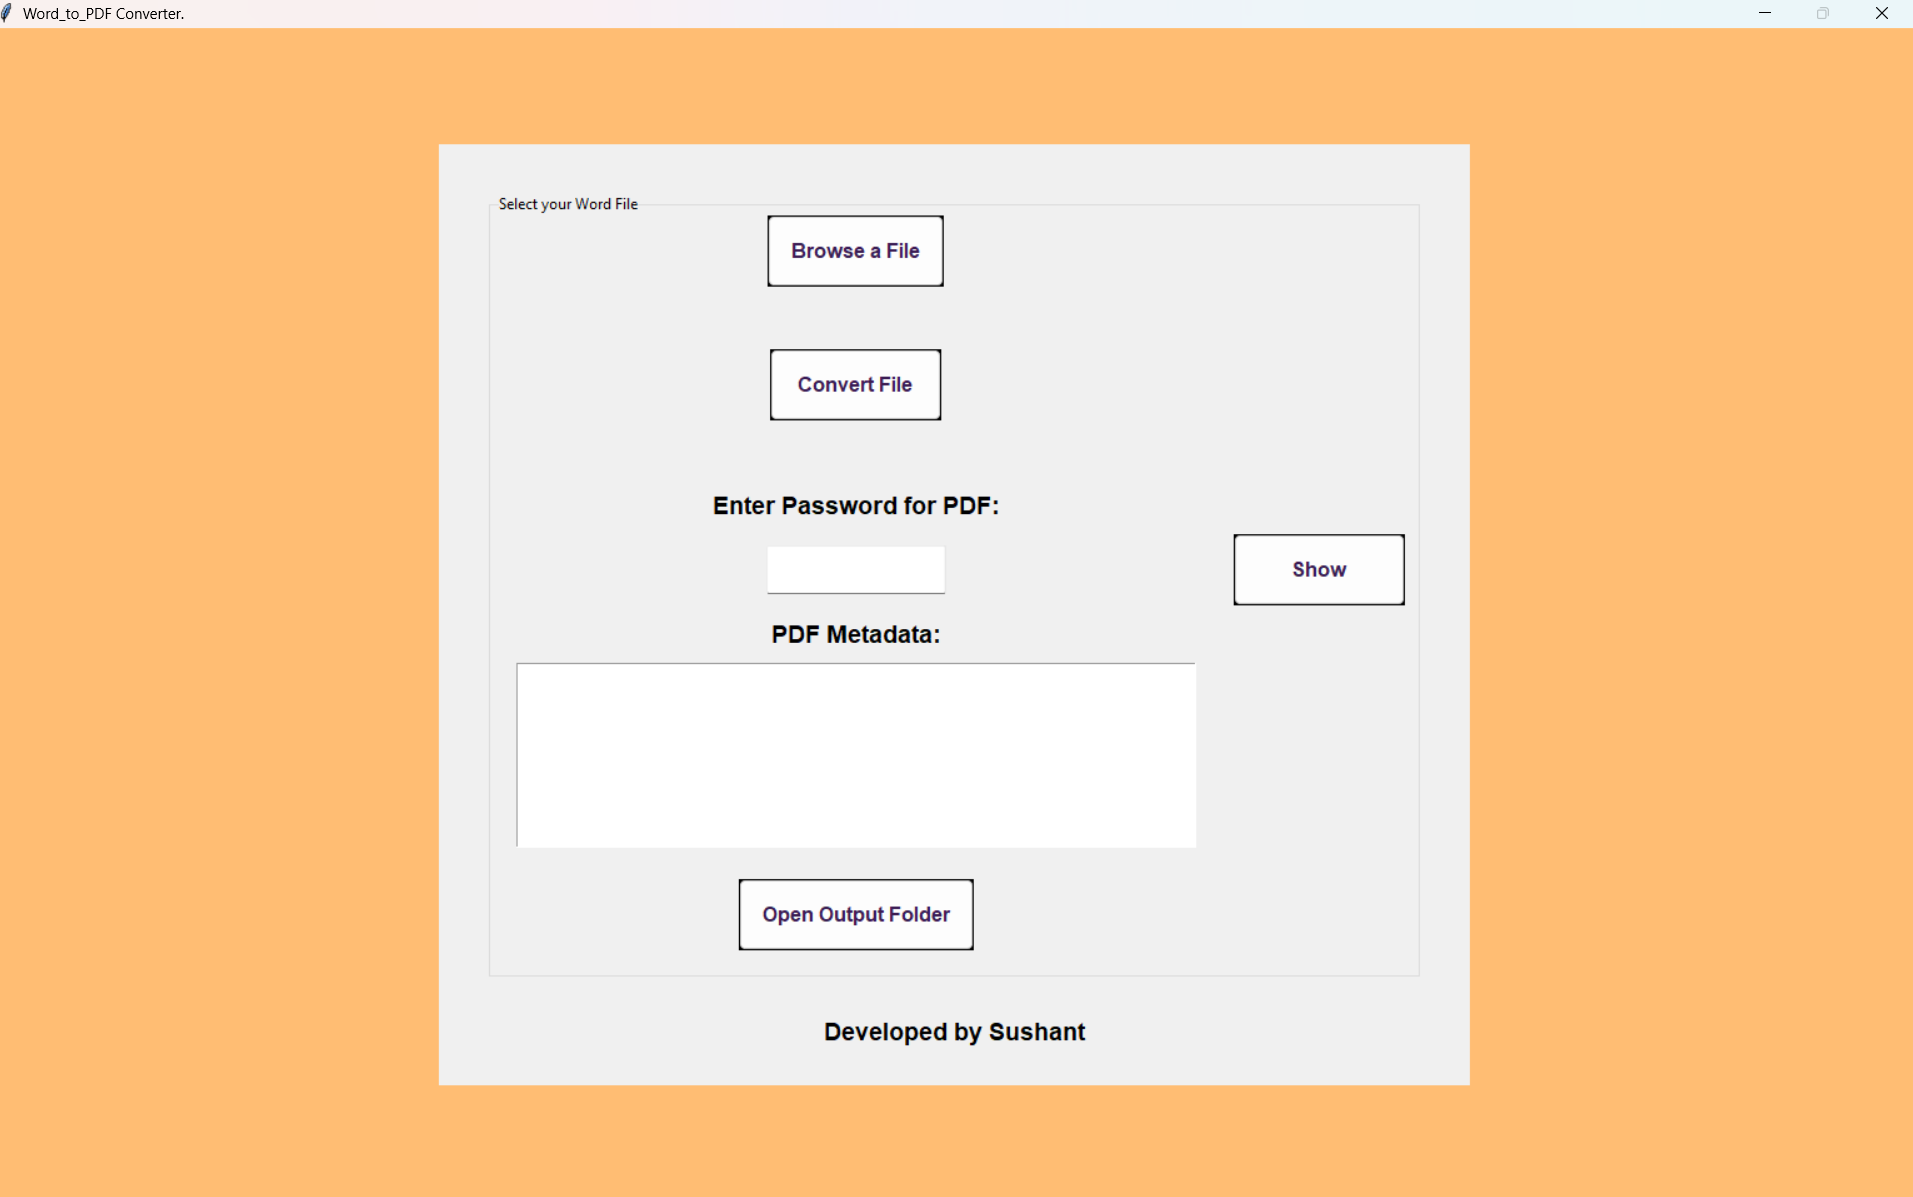 Word_to_PDF Converter.
Select your Word File
Browse a File
Convert File
Enter Password for PDF:
Show
PDF Metadata:
Open Output Folder
Developed by Sushant